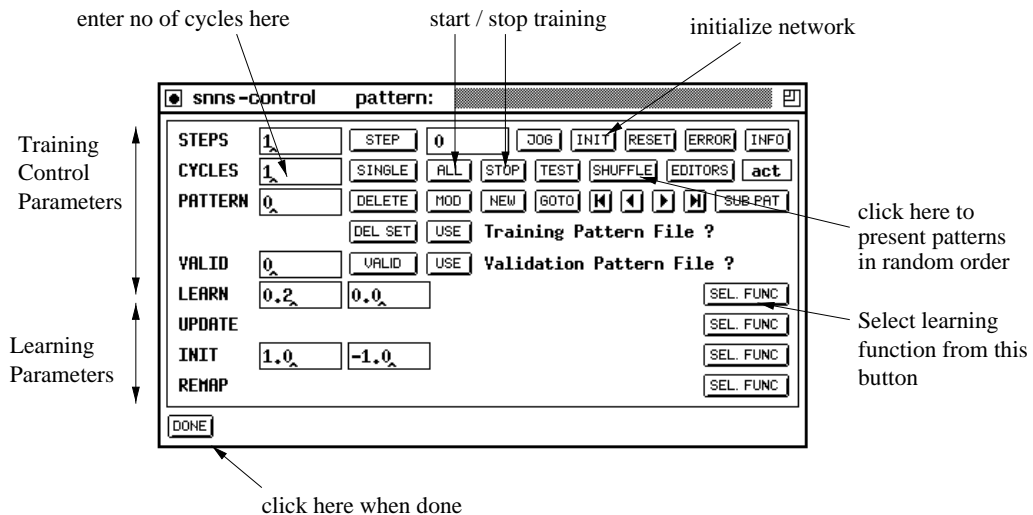 enter no of cycles here
start / stop training
initialize network
snns-control pattern:
Training
Control
Parameters
STEPS 1 STEP 0 JOG INIT RESET ERROR INFO
CYCLES 1 SINGLE ALL STOP TEST SHUFFLE EDITORS act
PATTERN 0 DELETE MOD NEW GOTO SUB PAT
DEL SET USE Training Pattern File ?
VALID 0 VALID USE Validation Pattern File ?
LEARN 0.2 0.0 SEL. FUNC
UPDATE SEL. FUNC
INIT 1.0 -1.0 SEL. FUNC
REMAP SEL. FUNC
DONE
click here to
present patterns
in random order
Learning
Parameters
Select learning
function from this
button
click here when done